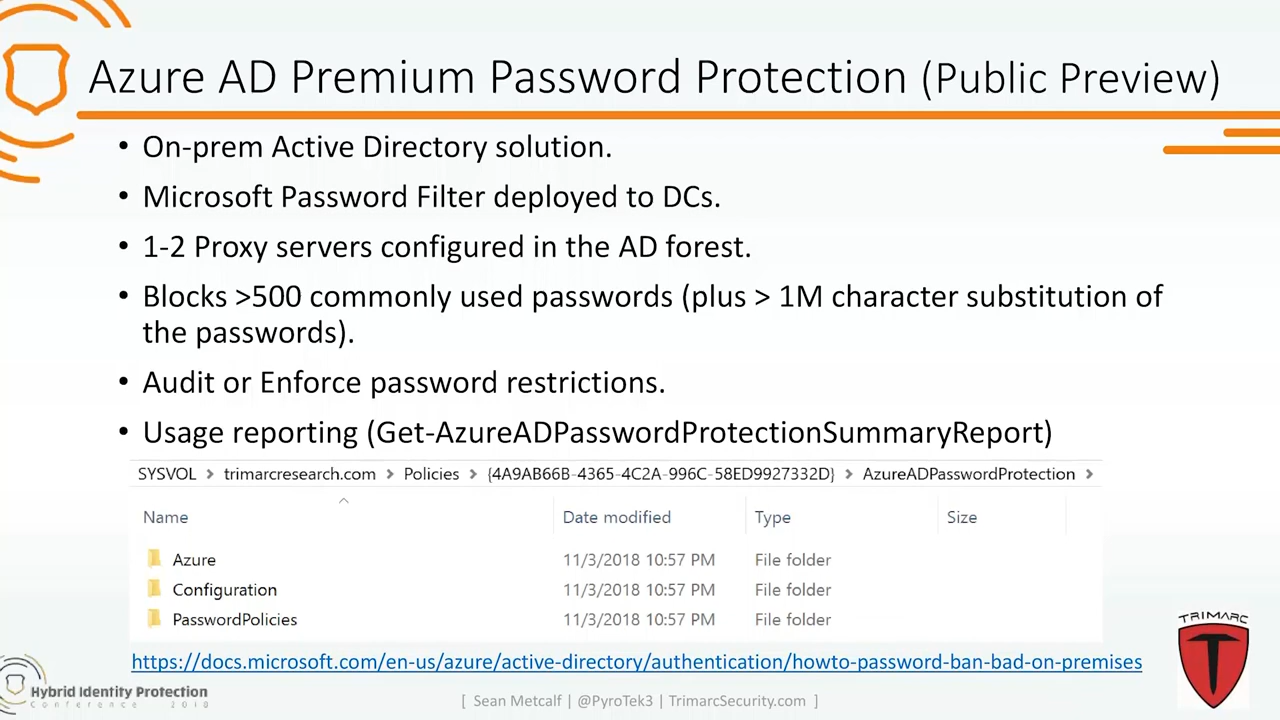 Azure AD Premium Password Protection (Public Preview)
• On-prem Active Directory solution.
• Microsoft Password Filter deployed to DCs.
• 1-2 Proxy servers configured in the AD forest.
• Blocks >500 commonly used passwords (plus > 1M character substitution of
the passwords).
• Audit or Enforce password restrictions.
• Usage reporting (Get-AzureADPasswordProtectionSummaryReport)
SYSVOL > trimarcresearch.com > Policies > {4A9AB66B-4365-4C2A-996C-58ED9927332D} > AzureADPasswordProtection >
Name Date modified Type Size
Azure 11/3/2018 10:57 PM File folder
Configuration 11/3/2018 10:57 PM File folder
PasswordPolicies 11/3/2018 10:57 PM File folder
TRIMARC
https://docs.microsoft.com/en-us/azure/active-directory/authentication/howto-password-ban-bad-on-premises
Hybrid Identity Protection
Conference 2018
[ Sean Metcalf | @PyroTek3 | TrimarcSecurity.com ]